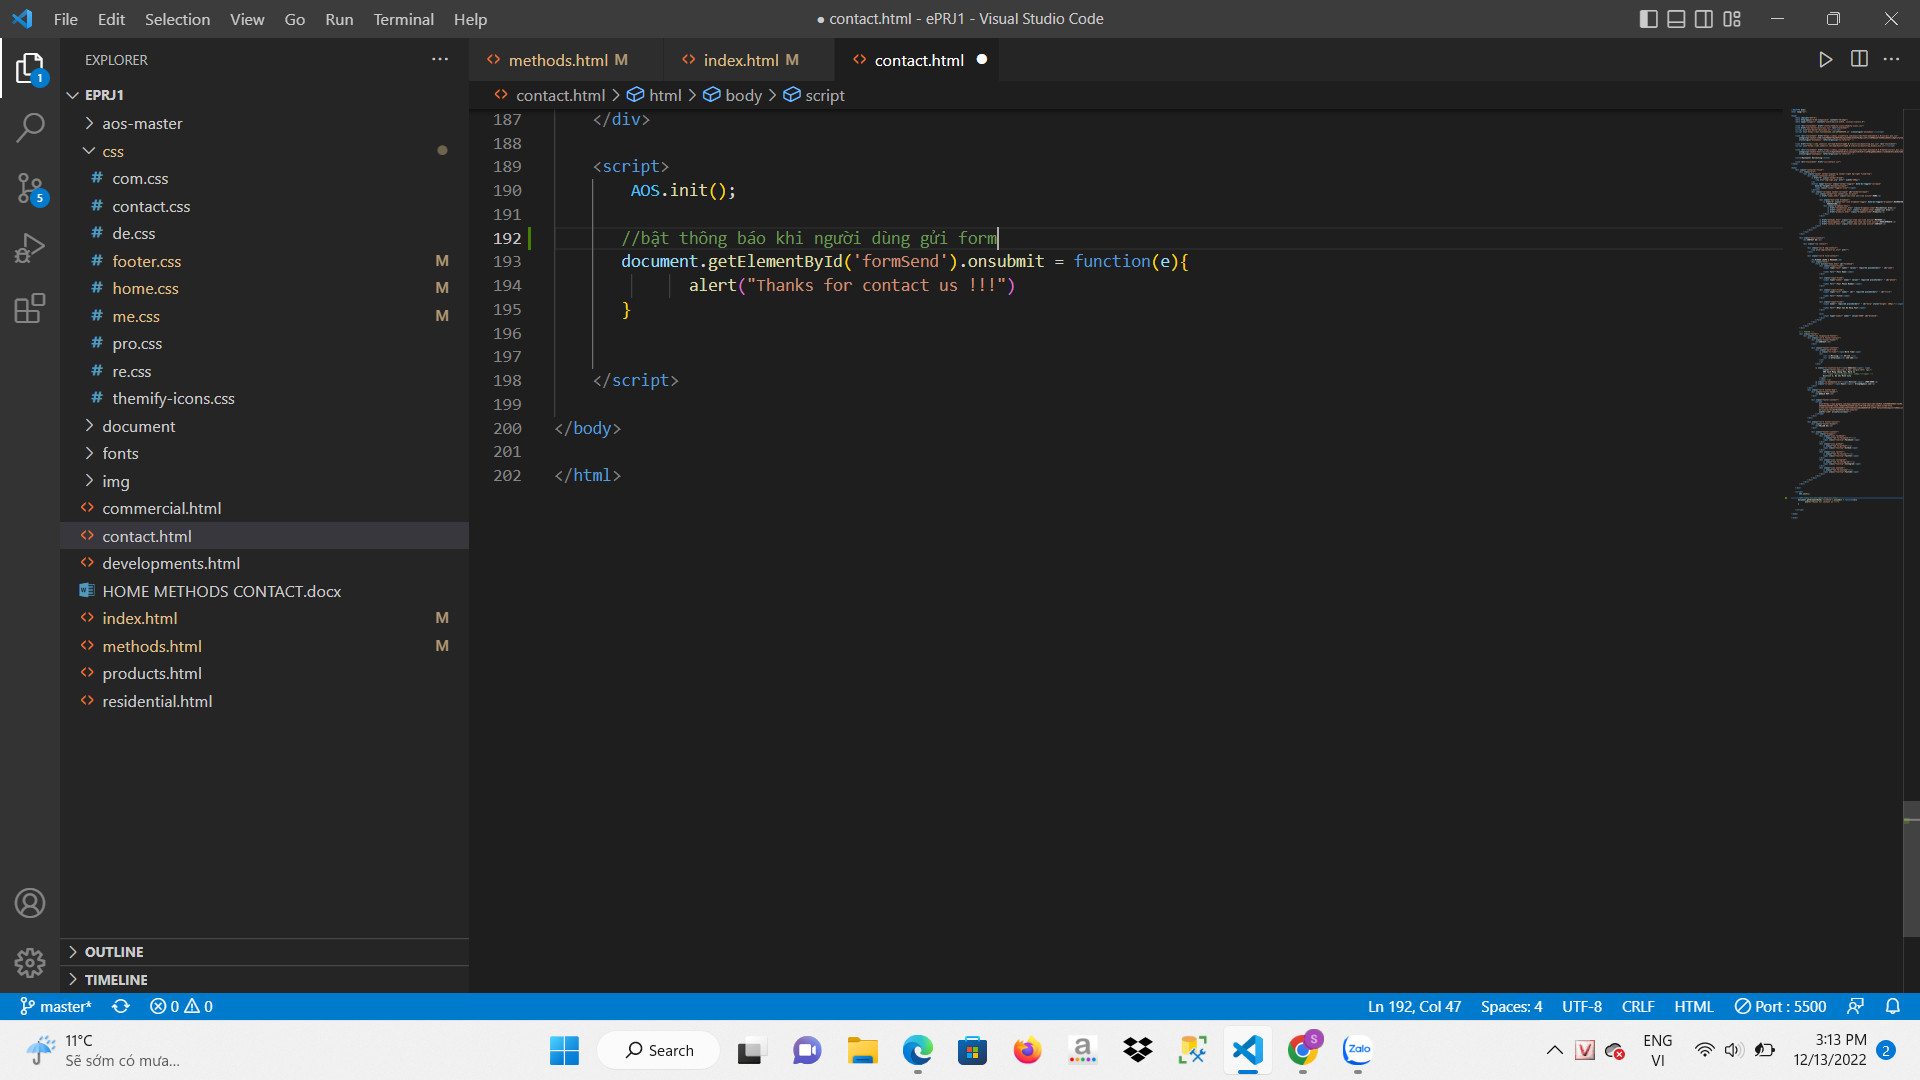 File Edit Selection View Go Run Terminal Help
● contact.html - ePRJ1 - Visual Studio Code
EXPLORER
1
5
EPRJ1
aos-master
css
# com.css
# contact.css
# de.css
# footer.css M
# home.css M
# me.css M
# pro.css
# re.css
# themify-icons.css
document
fonts
img
<> commercial.html
<> contact.html
<> developments.html
HOME METHODS CONTACT.docx
<> index.html M
<> methods.html M
<> products.html
<> residential.html
OUTLINE
TIMELINE
<> methods.html M <> index.html M <> contact.html ●
<> contact.html > html > body > script
187 </div>
188
189 <script>
190 AOS.init();
191
192 //bật thông báo khi người dùng gửi form
193 document.getElementById('formSend').onsubmit = function(e){
194 alert("Thanks for contact us !!!")
195 }
196
197
198 </script>
199
200 </body>
201
202 </html>
master* 0 0 Ln 192, Col 47 Spaces: 4 UTF-8 CRLF HTML Port : 5500
11°C
Sẽ sớm có mưa...
Search
a
S
Zalo
V
ENG
VI
3:13 PM
12/13/2022
2